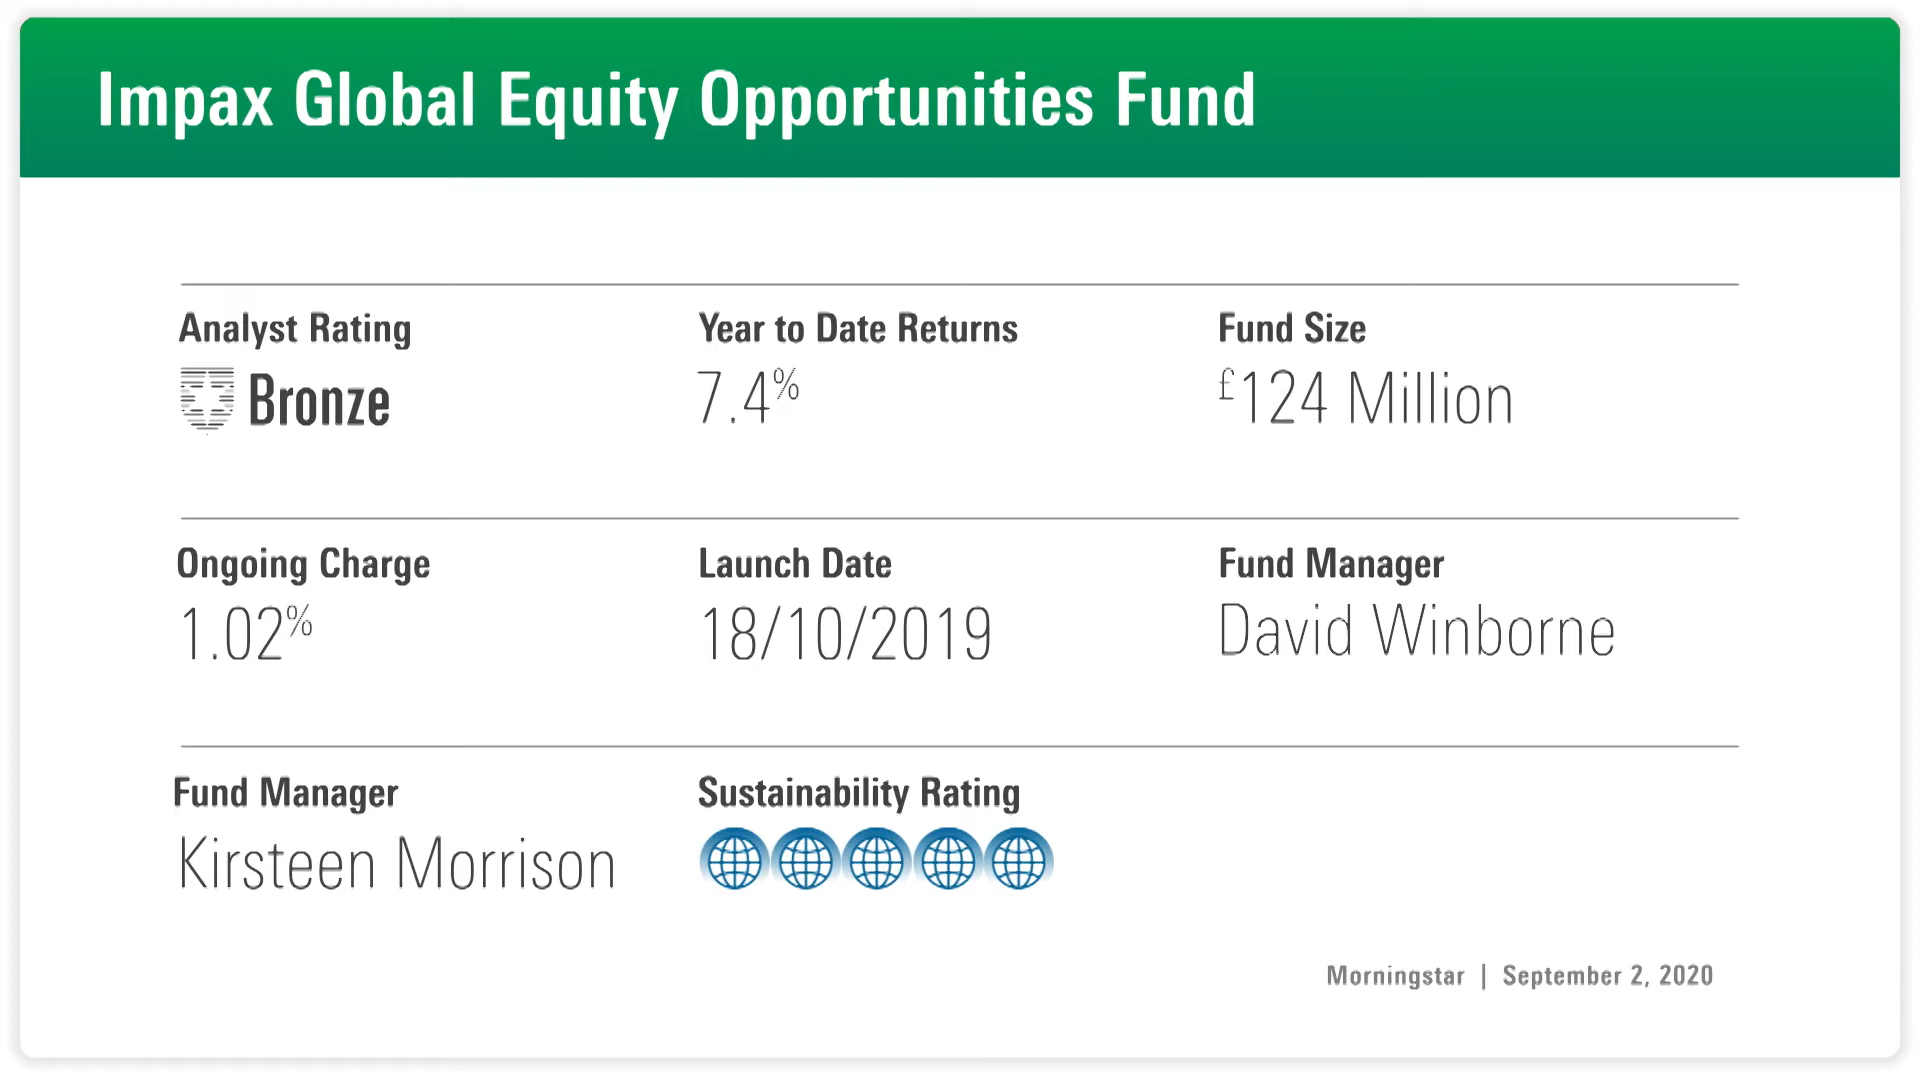 Impax Global Equity Opportunities Fund
Analyst Rating
Bronze
Year to Date Returns
7.4%
Fund Size
£124 Million
Ongoing Charge
1.02%
Launch Date
18/10/2019
Fund Manager
David Winborne
Fund Manager
Kirsteen Morrison
Sustainability Rating
Morningstar | September 2, 2020